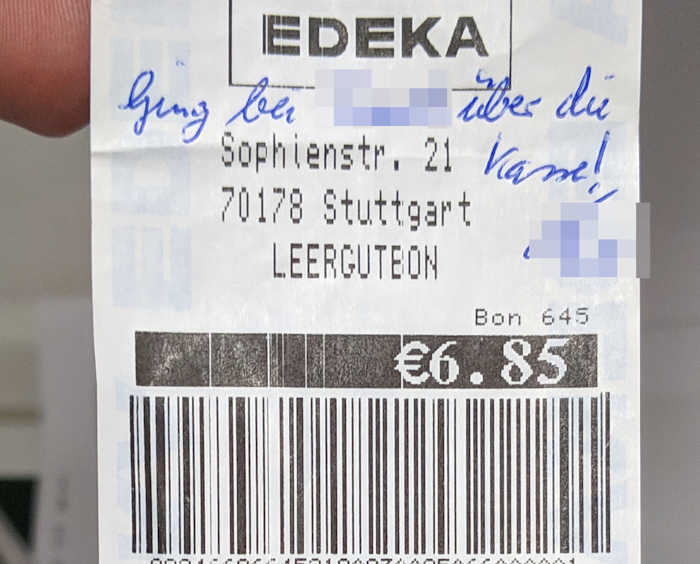 EDEKA
Ging bei über die
Kasse!
Sophienstr. 21
70178 Stuttgart
LEERGUTBON
Bon 645
€6.85